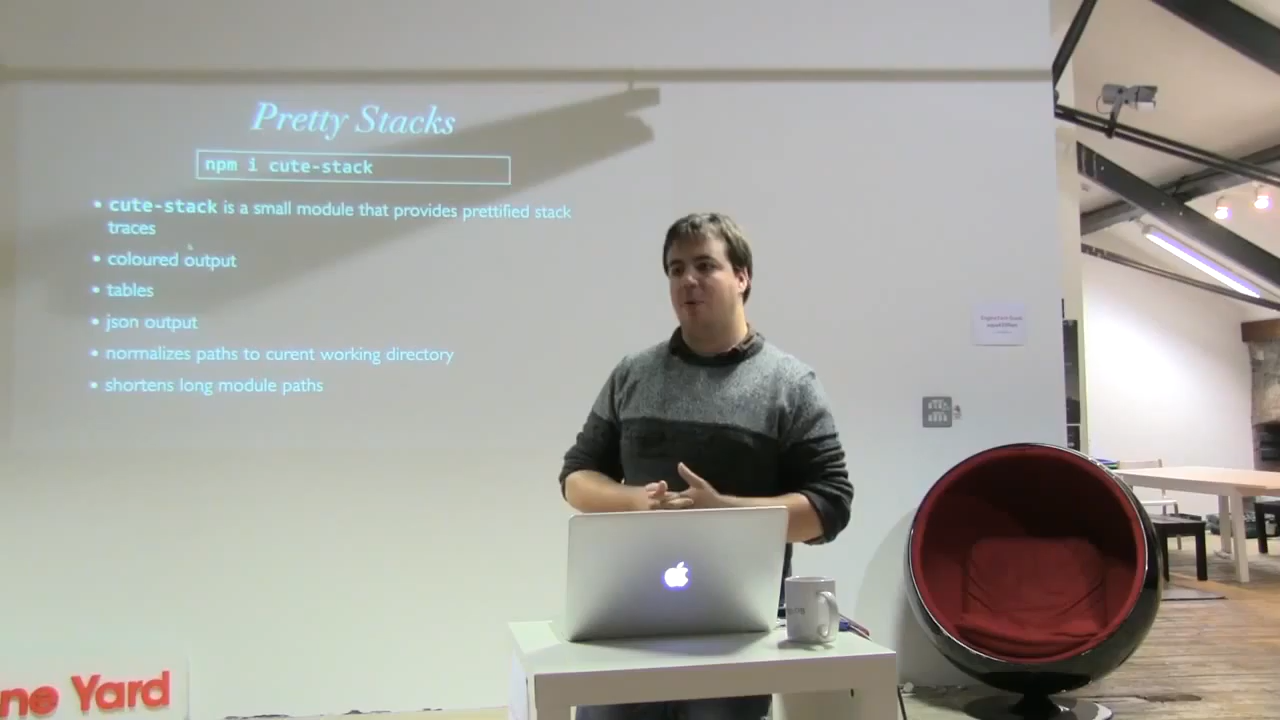 Pretty Stacks
npm i cute-stack
• cute-stack is a small module that provides prettified stack
traces
• coloured output
• tables
• json output
• normalizes paths to curent working directory
• shortens long module paths
ne Yard